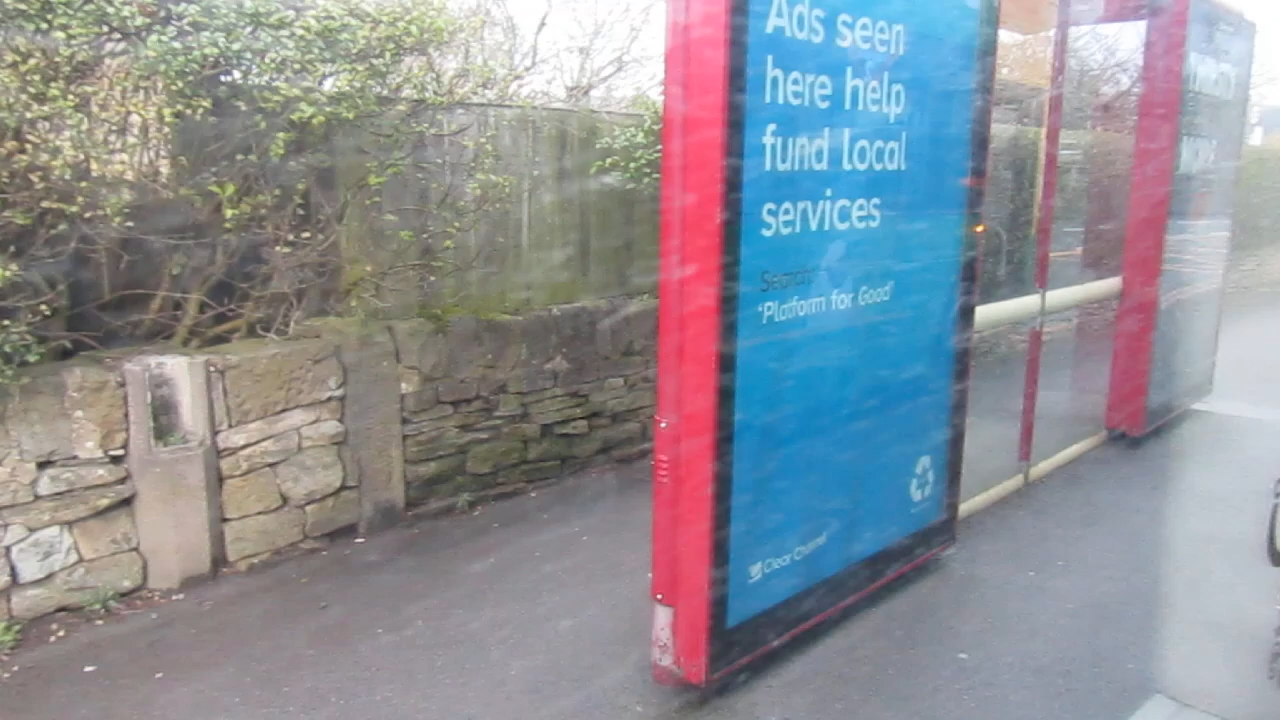 Ads seen
here help
fund local
services
Search:
'Platform for Good'
Clear Channel